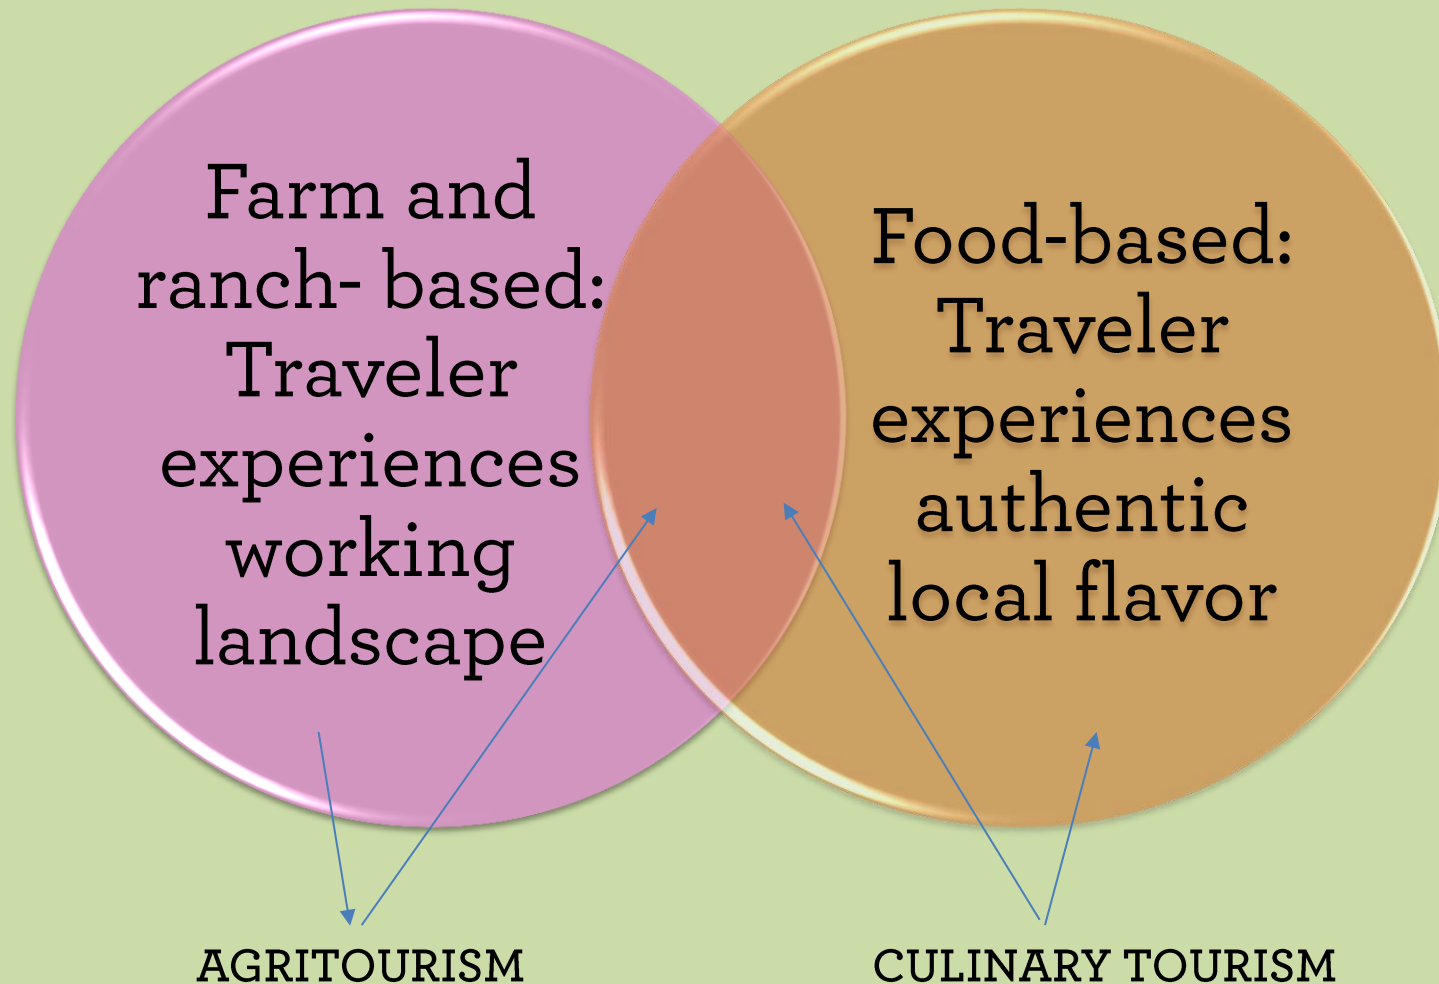 Farm and
ranch- based:
Traveler
experiences
working
landscape
Food-based:
Traveler
experiences
authentic
local flavor
AGRITOURISM
CULINARY TOURISM